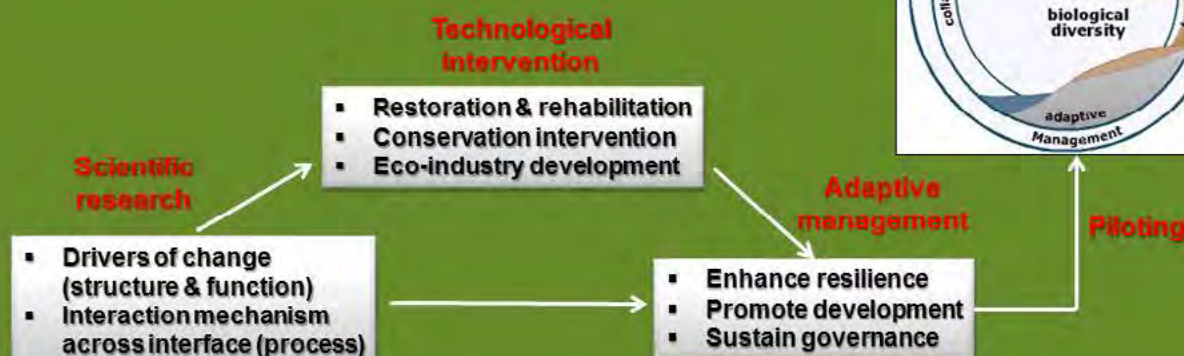 biological
diversity
adaptive
Management
Technological
Intervention
▪ Restoration & rehabilitation
▪ Conservation intervention
▪ Eco-industry development
Scientific
research
▪ Drivers of change
(structure & function)
▪ Interaction mechanism
across interface (process)
Adaptive
management
▪ Enhance resilience
▪ Promote development
▪ Sustain governance
Piloting